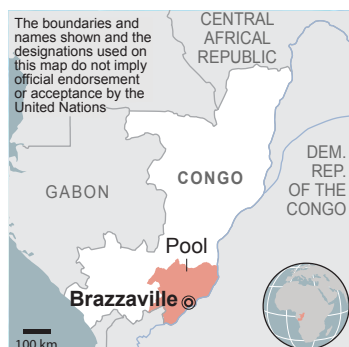 The boundaries and
names shown and the
designations used on
this map do not imply
official endorsement
or acceptance by the
United Nations
CENTRAL
AFRICAL
REPUBLIC
GABON
CONGO
DEM.
REP.
OF THE
CONGO
Pool
Brazzaville
100 km